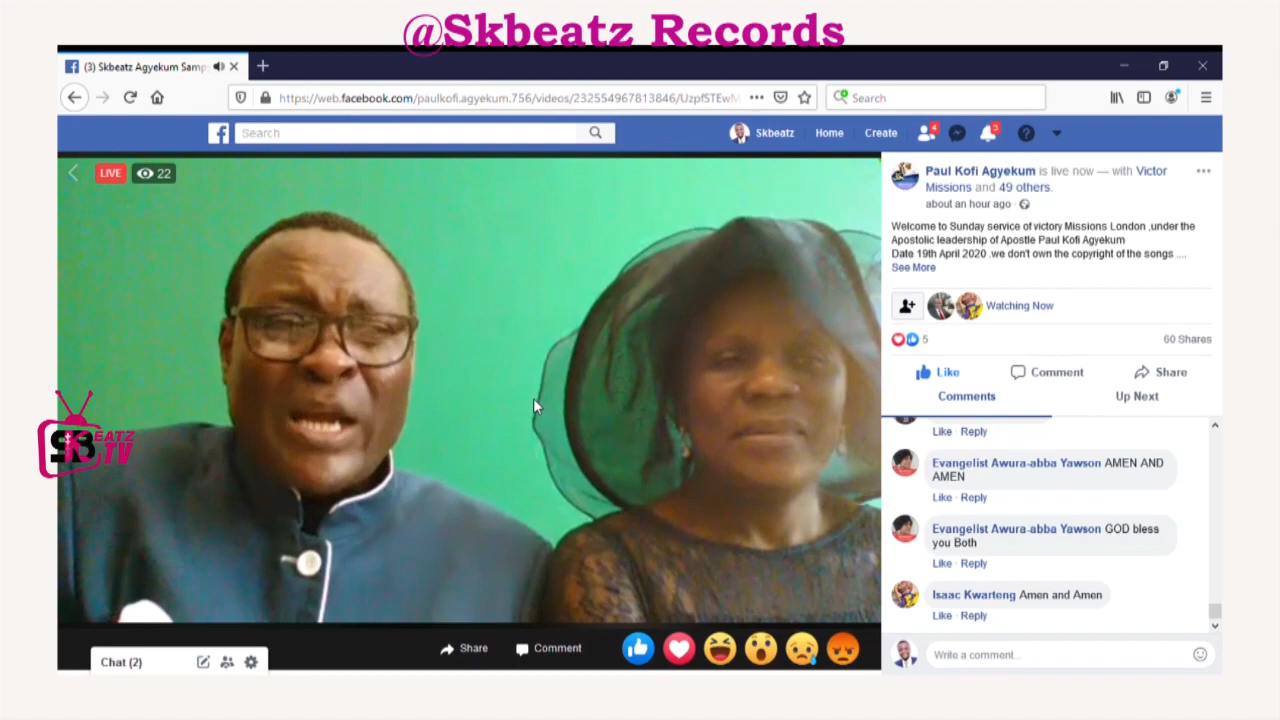 @Skbeatz Records
(3) Skbeatz Agyekum Samp
https://web.facebook.com/paulkofi.agyekum.756/videos/232554967813846/UzpfSTEwM
Search
Search
Skbeatz Home Create
4
3
LIVE 22
Paul Kofi Agyekum is live now — with Victor
Missions and 49 others.
about an hour ago ·
Welcome to Sunday service of victory Missions London ,under the
Apostolic leadership of Apostle Paul Kofi Agyekum
Date 19th April 2020 .we don't own the copyright of the songs ....
See More
Watching Now
5
60 Shares
Like Comment Share
Comments Up Next
Like · Reply
Evangelist Awura-abba Yawson AMEN AND
AMEN
Like · Reply
Evangelist Awura-abba Yawson GOD bless
you Both
Like · Reply
Isaac Kwarteng Amen and Amen
Like · Reply
Write a comment...
SKBEATZ
TV
Share Comment
Chat (2)